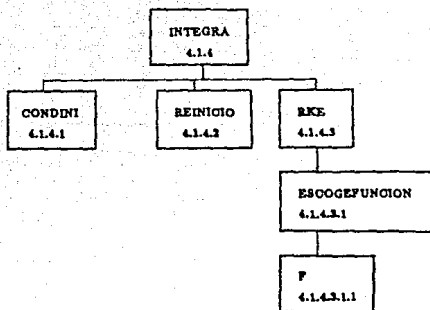 INTEGRA
4.1.4
CONDINI
4.1.4.1
REINICIO
4.1.4.2
RKE
4.1.4.3
ESCOGEFUNCION
4.1.4.3.1
F
4.1.4.3.1.1